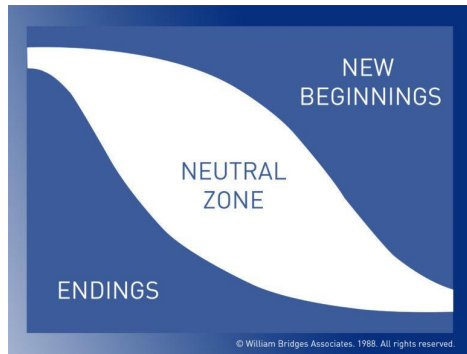 NEW
BEGINNINGS
NEUTRAL
ZONE
ENDINGS
© William Bridges Associates. 1988. All rights reserved.